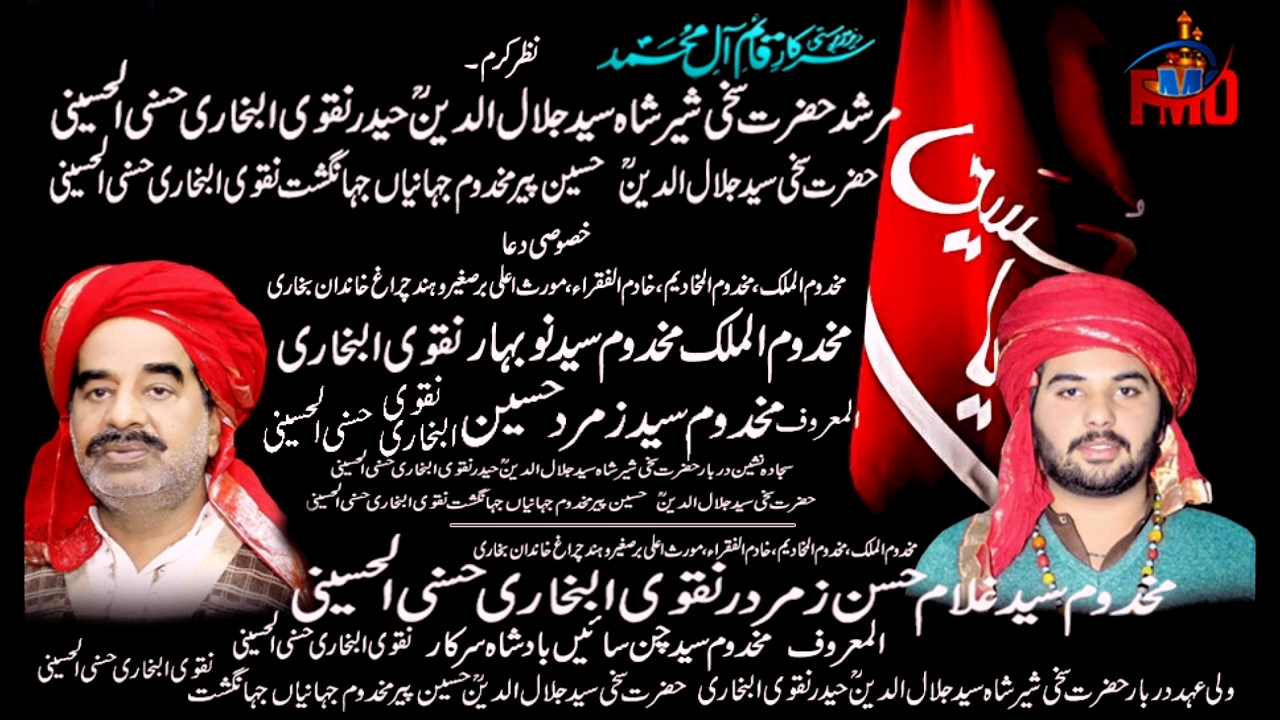 زیر سرپرستی سرکار قائم آل محمد
FMO
نظر کرم۔
مرشد حضرت سخی شیر شاہ سید جلال الدینؒ حیدر نقوی البخاری حسنی الحسینی
حضرت سخی سید جلال الدینؒ حسین پیر مخدوم جہانیاں جہانگشت نقوی البخاری حسنی الحسینی
یا حسین
خصوصی دعا
مخدوم الملک، مخدوم المخادیم، خادم الفقراء، مورث اعلی برصغیر و ہند چراغ خاندان بخاری
مخدوم الملک مخدوم سید نوبہار نقوی البخاری
المعروف مخدوم سید زمرد حسین نقوی البخاری حسنی الحسینی
سجادہ نشین دربار حضرت سخی شیر شاہ سید جلال الدینؒ حیدر نقوی البخاری حسنی الحسینی
حضرت سخی سید جلال الدینؒ حسین پیر مخدوم جہانیاں جہانگشت نقوی البخاری حسنی الحسینی
مخدوم الملک، مخدوم المخادیم، خادم الفقراء، مورث اعلی برصغیر و ہند چراغ خاندان بخاری
مخدوم سید غلام حسن زمردر نقوی البخاری حسنی الحسینی
المعروف مخدوم سید چن سائیں بادشاہ سرکار نقوی البخاری حسنی الحسینی
ولی عہد دربار حضرت سخی شیر شاہ سید جلال الدینؒ حیدر نقوی البخاری حضرت سخی سید جلال الدینؒ حسین پیر مخدوم جہانیاں جہانگشت نقوی البخاری حسنی الحسینی